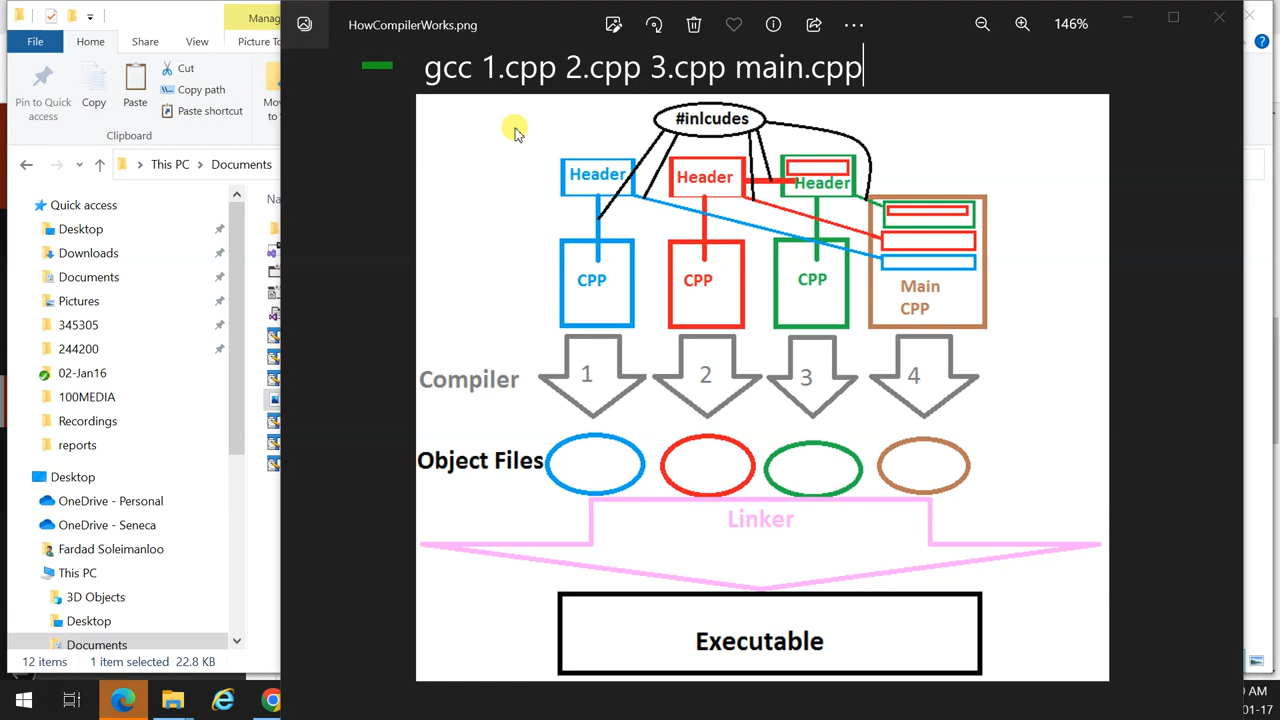 Manag
HowCompilerWorks.png
146%
File
Home
Share
View
Picture To
Pin to Quick
access
Copy
Paste
Cut
Copy path
Paste shortcut
Mov
to
Clipboard
This PC
Documents
Na
Quick access
Desktop
Downloads
Documents
Pictures
345305
244200
02-Jan16
100MEDIA
Recordings
reports
Desktop
OneDrive - Personal
OneDrive - Seneca
Fardad Soleimanloo
This PC
3D Objects
Desktop
Documents
12 items
1 item selected
22.8 KB
gcc 1.cpp 2.cpp 3.cpp main.cpp
#inlcudes
Header
Header
Header
CPP
CPP
CPP
Main
CPP
Compiler
1
2
3
4
Object Files
Linker
Executable
AM
01-17